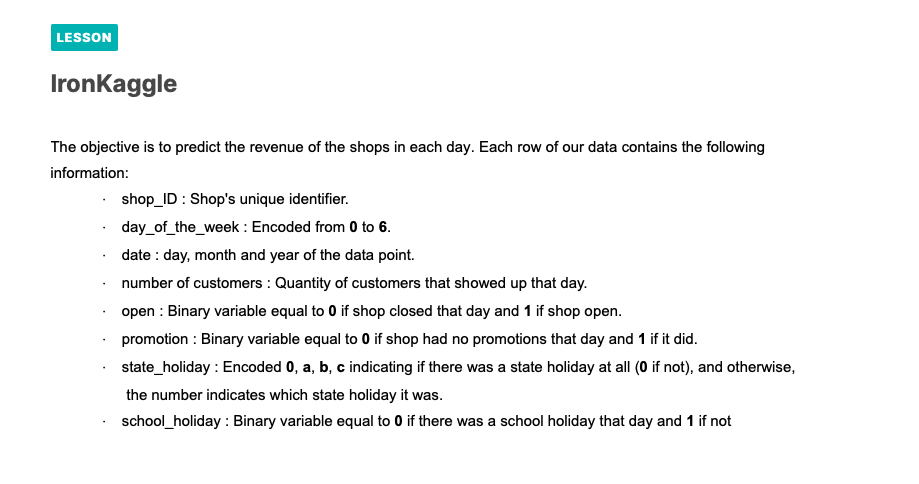 LESSON
IronKaggle
The objective is to predict the revenue of the shops in each day. Each row of our data contains the following
information:
· shop_ID : Shop's unique identifier.
· day_of_the_week : Encoded from 0 to 6.
· date : day, month and year of the data point.
· number of customers : Quantity of customers that showed up that day.
· open : Binary variable equal to 0 if shop closed that day and 1 if shop open.
· promotion : Binary variable equal to 0 if shop had no promotions that day and 1 if it did.
· state_holiday : Encoded 0, a, b, c indicating if there was a state holiday at all (0 if not), and otherwise,
the number indicates which state holiday it was.
· school_holiday : Binary variable equal to 0 if there was a school holiday that day and 1 if not